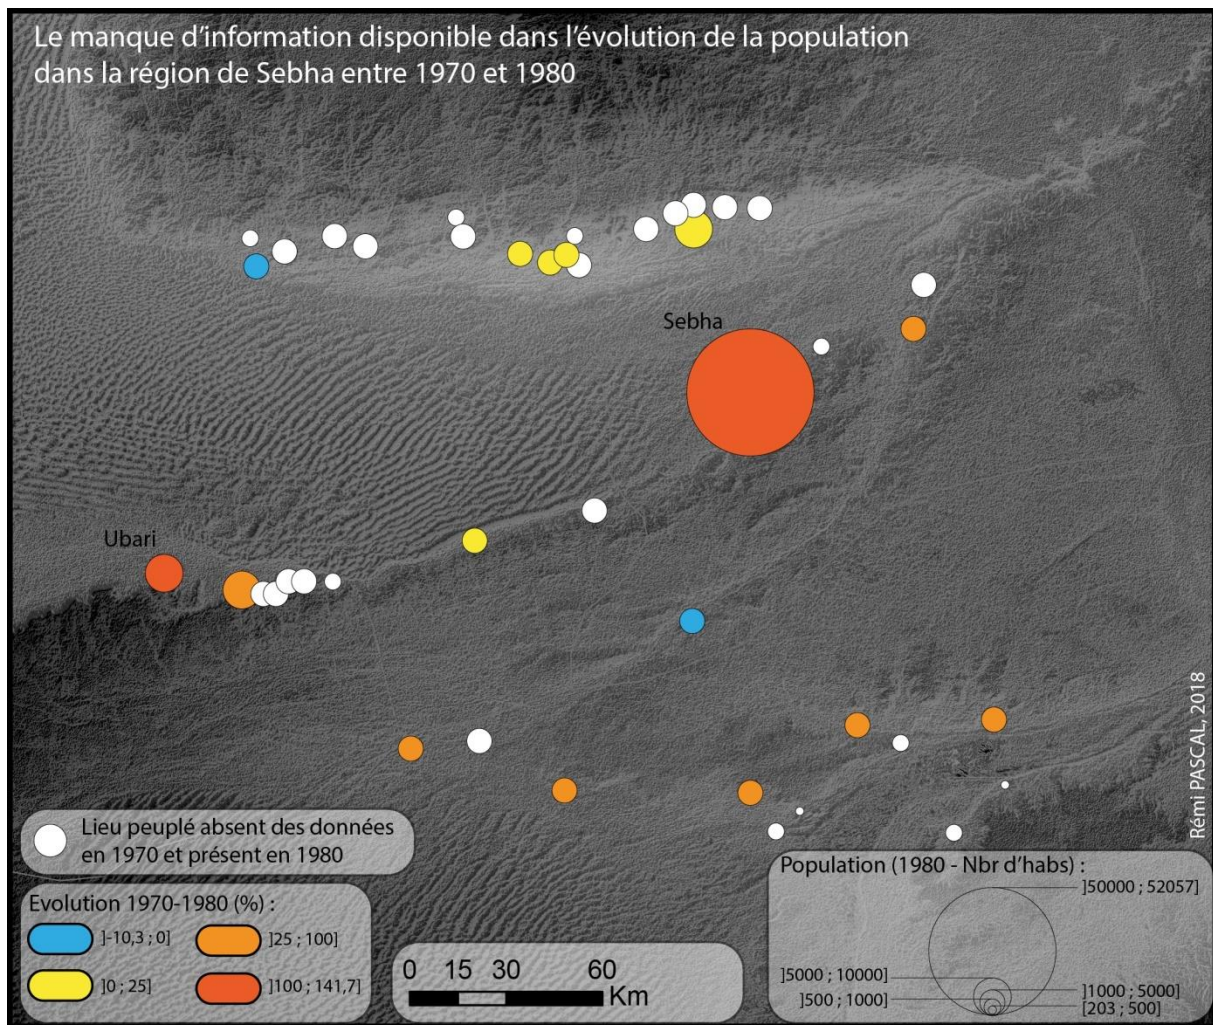 Le manque d'information disponible dans l'évolution de la population
dans la région de Sebha entre 1970 et 1980
Sebha
Ubari
Rémi PASCAL, 2018
Lieu peuplé absent des données
en 1970 et présent en 1980
Evolution 1970-1980 (%) :
]-10,3 ; 0]
]25 ; 100]
]0 ; 25]
]100 ; 141,7]
0 15 30 60
Km
Population (1980 - Nbr d'habs) :
]50000 ; 52057]
]5000 ; 10000]
]1000 ; 5000]
]500 ; 1000]
[203 ; 500]